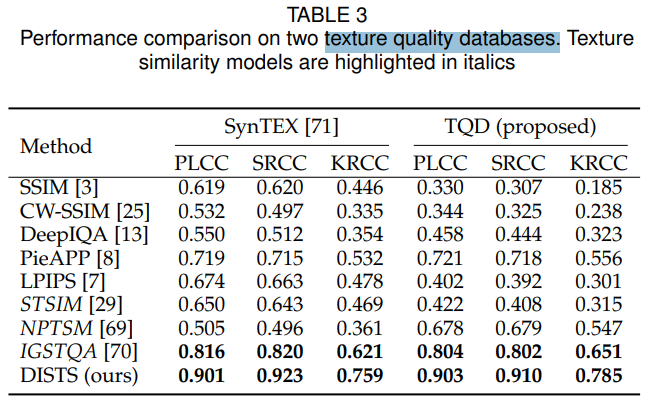 TABLE 3
Performance comparison on two texture quality databases. Texture
similarity models are highlighted in italics
Method SynTEX [71] TQD (proposed)
PLCC SRCC KRCC PLCC SRCC KRCC
SSIM [3] 0.619 0.620 0.446 0.330 0.307 0.185
CW-SSIM [25] 0.532 0.497 0.335 0.344 0.325 0.238
DeepIQA [13] 0.550 0.512 0.354 0.458 0.444 0.323
PieAPP [8] 0.719 0.715 0.532 0.721 0.718 0.556
LPIPS [7] 0.674 0.663 0.478 0.402 0.392 0.301
STSIM [29] 0.650 0.643 0.469 0.422 0.408 0.315
NPTSM [69] 0.505 0.496 0.361 0.678 0.679 0.547
IGSTQA [70] 0.816 0.820 0.621 0.804 0.802 0.651
DISTS (ours) 0.901 0.923 0.759 0.903 0.910 0.785